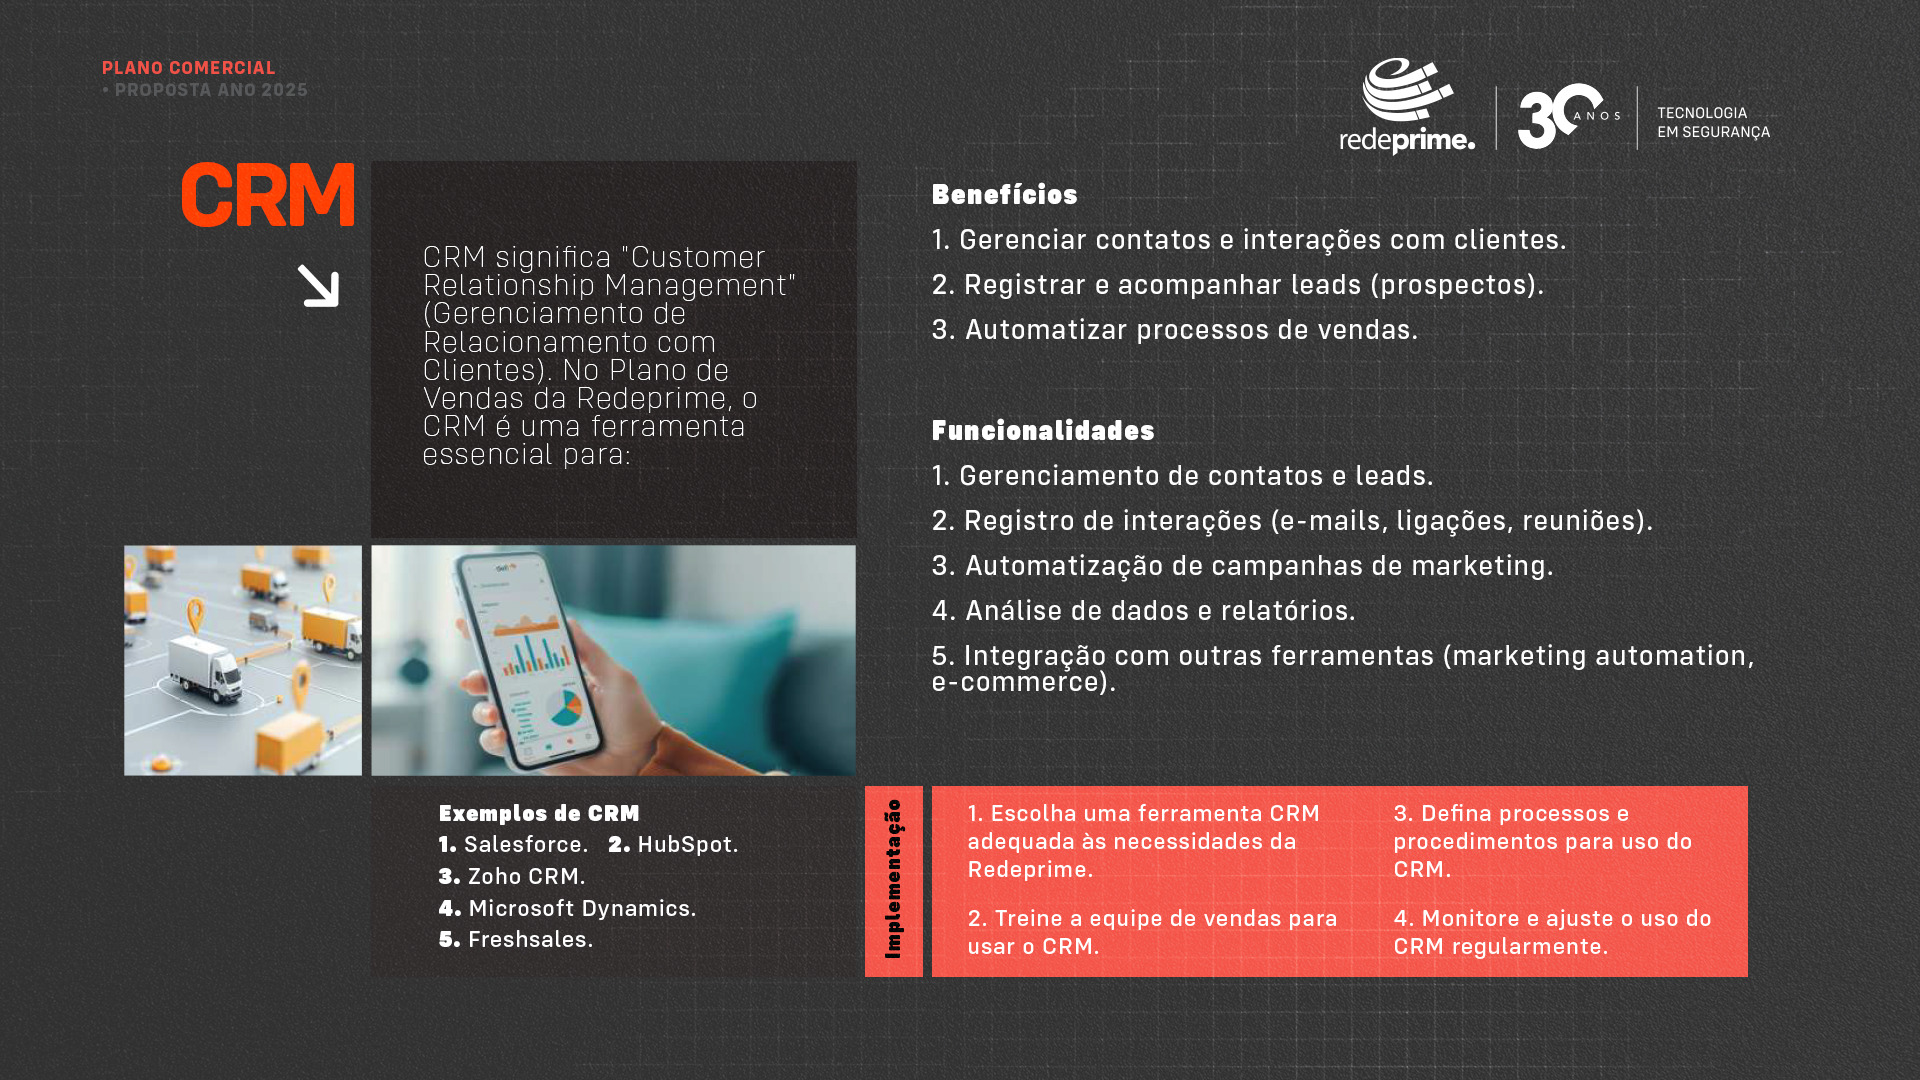 PLANO COMERCIAL
• PROPOSTA ANO 2025
redeprime.
30 ANOS
TECNOLOGIA
EM SEGURANÇA
CRM
CRM significa "Customer
Relationship Management"
(Gerenciamento de
Relacionamento com
Clientes). No Plano de
Vendas da Redeprime, o
CRM é uma ferramenta
essencial para:
Benefícios
1. Gerenciar contatos e interações com clientes.
2. Registrar e acompanhar leads (prospectos).
3. Automatizar processos de vendas.
Funcionalidades
1. Gerenciamento de contatos e leads.
2. Registro de interações (e-mails, ligações, reuniões).
3. Automatização de campanhas de marketing.
4. Análise de dados e relatórios.
5. Integração com outras ferramentas (marketing automation,
e-commerce).
Exemplos de CRM
1. Salesforce. 2. HubSpot.
3. Zoho CRM.
4. Microsoft Dynamics.
5. Freshsales.
Implementação
1. Escolha uma ferramenta CRM
adequada às necessidades da
Redeprime.
2. Treine a equipe de vendas para
usar o CRM.
3. Defina processos e
procedimentos para uso do
CRM.
4. Monitore e ajuste o uso do
CRM regularmente.